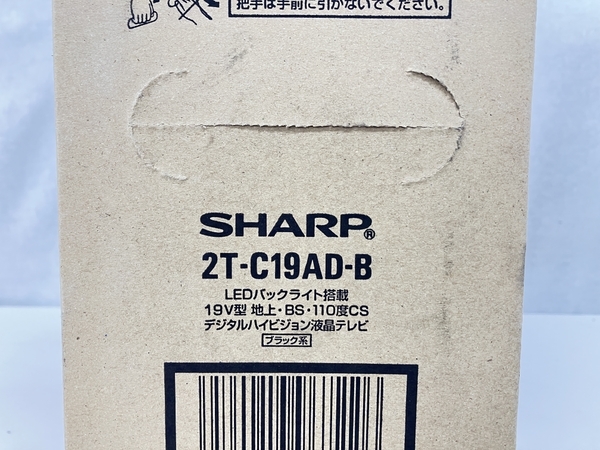 把手は手前に引かないでください。
SHARP®
2T-C19AD-B
LEDバックライト搭載
19V型 地上・BS・110度CS
デジタルハイビジョン液晶テレビ
ブラック系